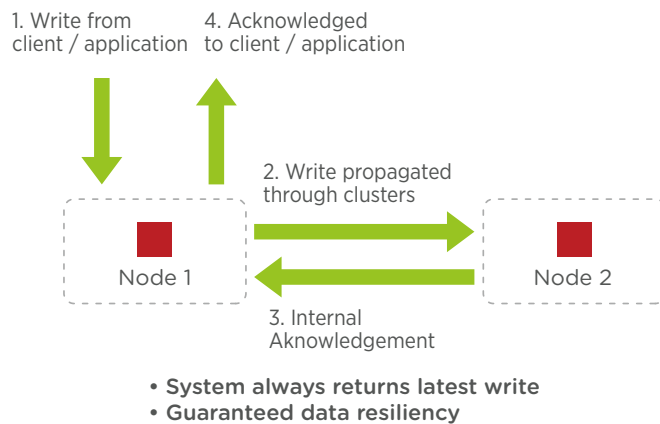 1. Write from
client / application
4. Acknowledged
to client / application
2. Write propagated
through clusters
Node 1
Node 2
3. Internal
Aknowledgement
• System always returns latest write
• Guaranteed data resiliency